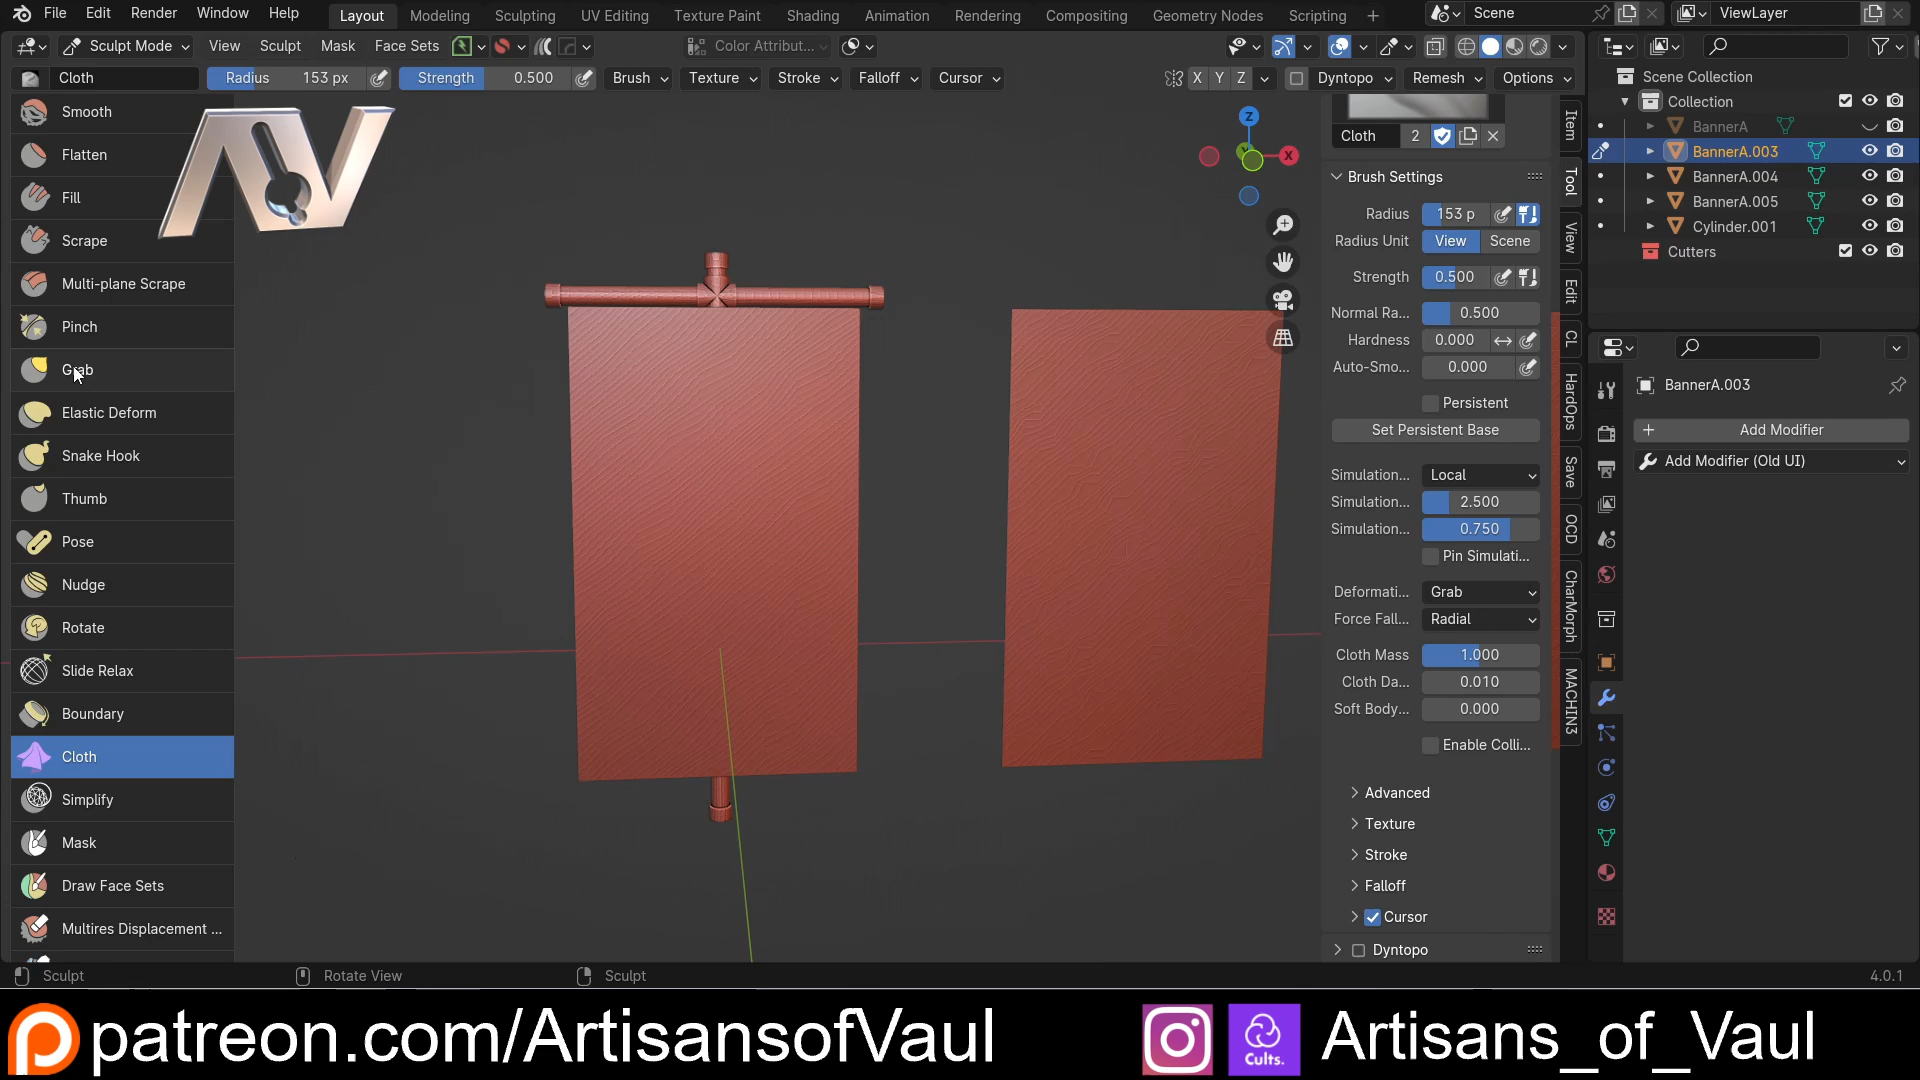 File Edit Render Window Help Layout Modeling Sculpting UV Editing Texture Paint Shading Animation Rendering Compositing Geometry Nodes Scripting + Scene ViewLayer
Sculpt Mode View Sculpt Mask Face Sets Color Attribut...
Cloth Radius 153 px Strength 0.500 Brush Texture Stroke Falloff Cursor X Y Z Dyntopo Remesh Options
Smooth
Flatten
Fill
Scrape
Multi-plane Scrape
Pinch
Grab
Elastic Deform
Snake Hook
Thumb
Pose
Nudge
Rotate
Slide Relax
Boundary
Cloth
Simplify
Mask
Draw Face Sets
Multires Displacement ...
AV
Z
X
Cloth 2
Brush Settings
Radius 153 p
Radius Unit View Scene
Strength 0.500
Normal Ra... 0.500
Hardness 0.000
Auto-Smo... 0.000
Persistent
Set Persistent Base
Simulation... Local
Simulation... 2.500
Simulation... 0.750
Pin Simulati...
Deformati... Grab
Force Fall... Radial
Cloth Mass 1.000
Cloth Da... 0.010
Soft Body... 0.000
Enable Colli...
Advanced
Texture
Stroke
Falloff
Cursor
Dyntopo
Item
Tool
View
Edit
CL
HardOps
Save
OCD
CharMorph
MACHIN3
Scene Collection
Collection
BannerA
BannerA.003
BannerA.004
BannerA.005
Cylinder.001
Cutters
BannerA.003
+ Add Modifier
Add Modifier (Old UI)
Sculpt Rotate View Sculpt 4.0.1
patreon.com/ArtisansofVaul Cults. Artisans_of_Vaul